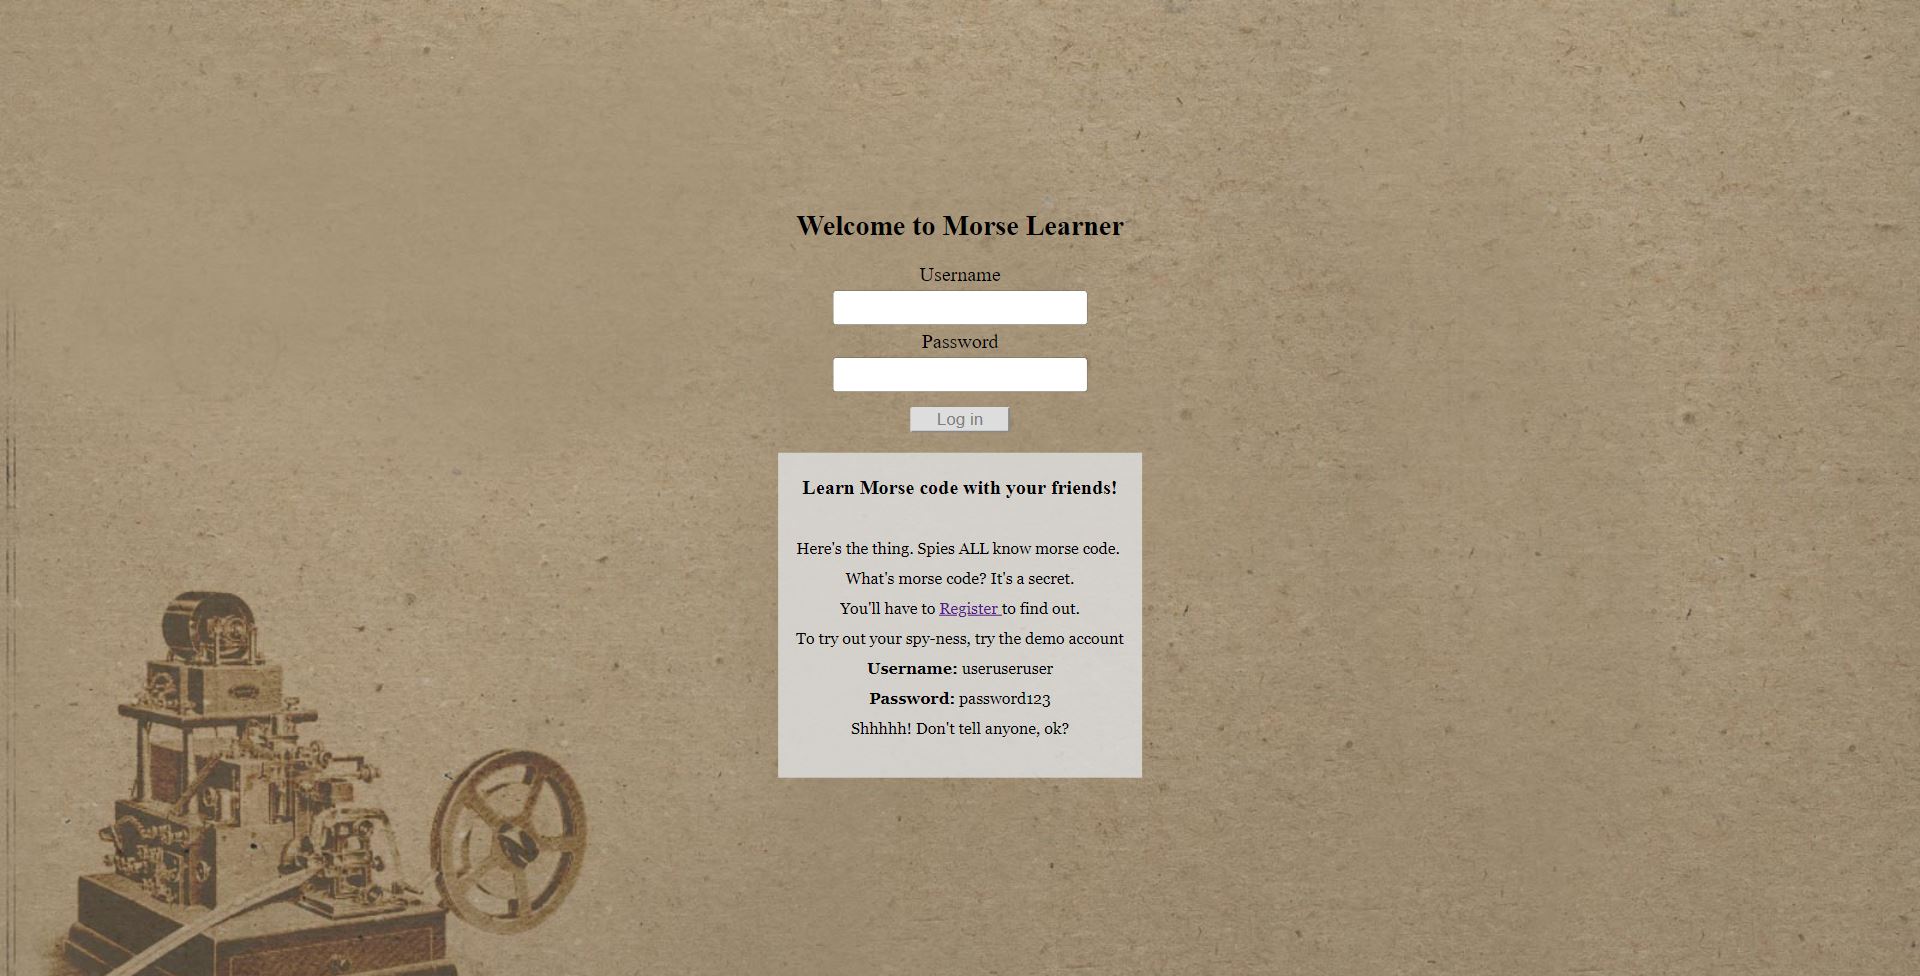 Welcome to Morse Learner
Username
Password
Log in
Learn Morse code with your friends!
Here's the thing. Spies ALL know morse code.
What's morse code? It's a secret.
You'll have to Register to find out.
To try out your spy-ness, try the demo account
Username: useruseruser
Password: password123
Shhhhh! Don't tell anyone, ok?